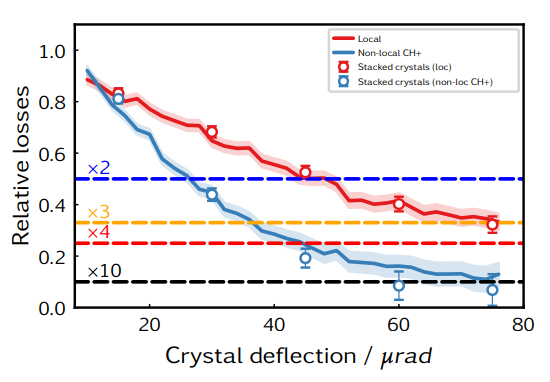 Relative losses
1.0
0.8
0.6
0.4
0.2
0.0
×2
×3
×4
×10
Local
Non-local CH+
Stacked crystals (loc)
Stacked crystals (non-loc CH+)
20
40
60
80
Crystal deflection / μrad